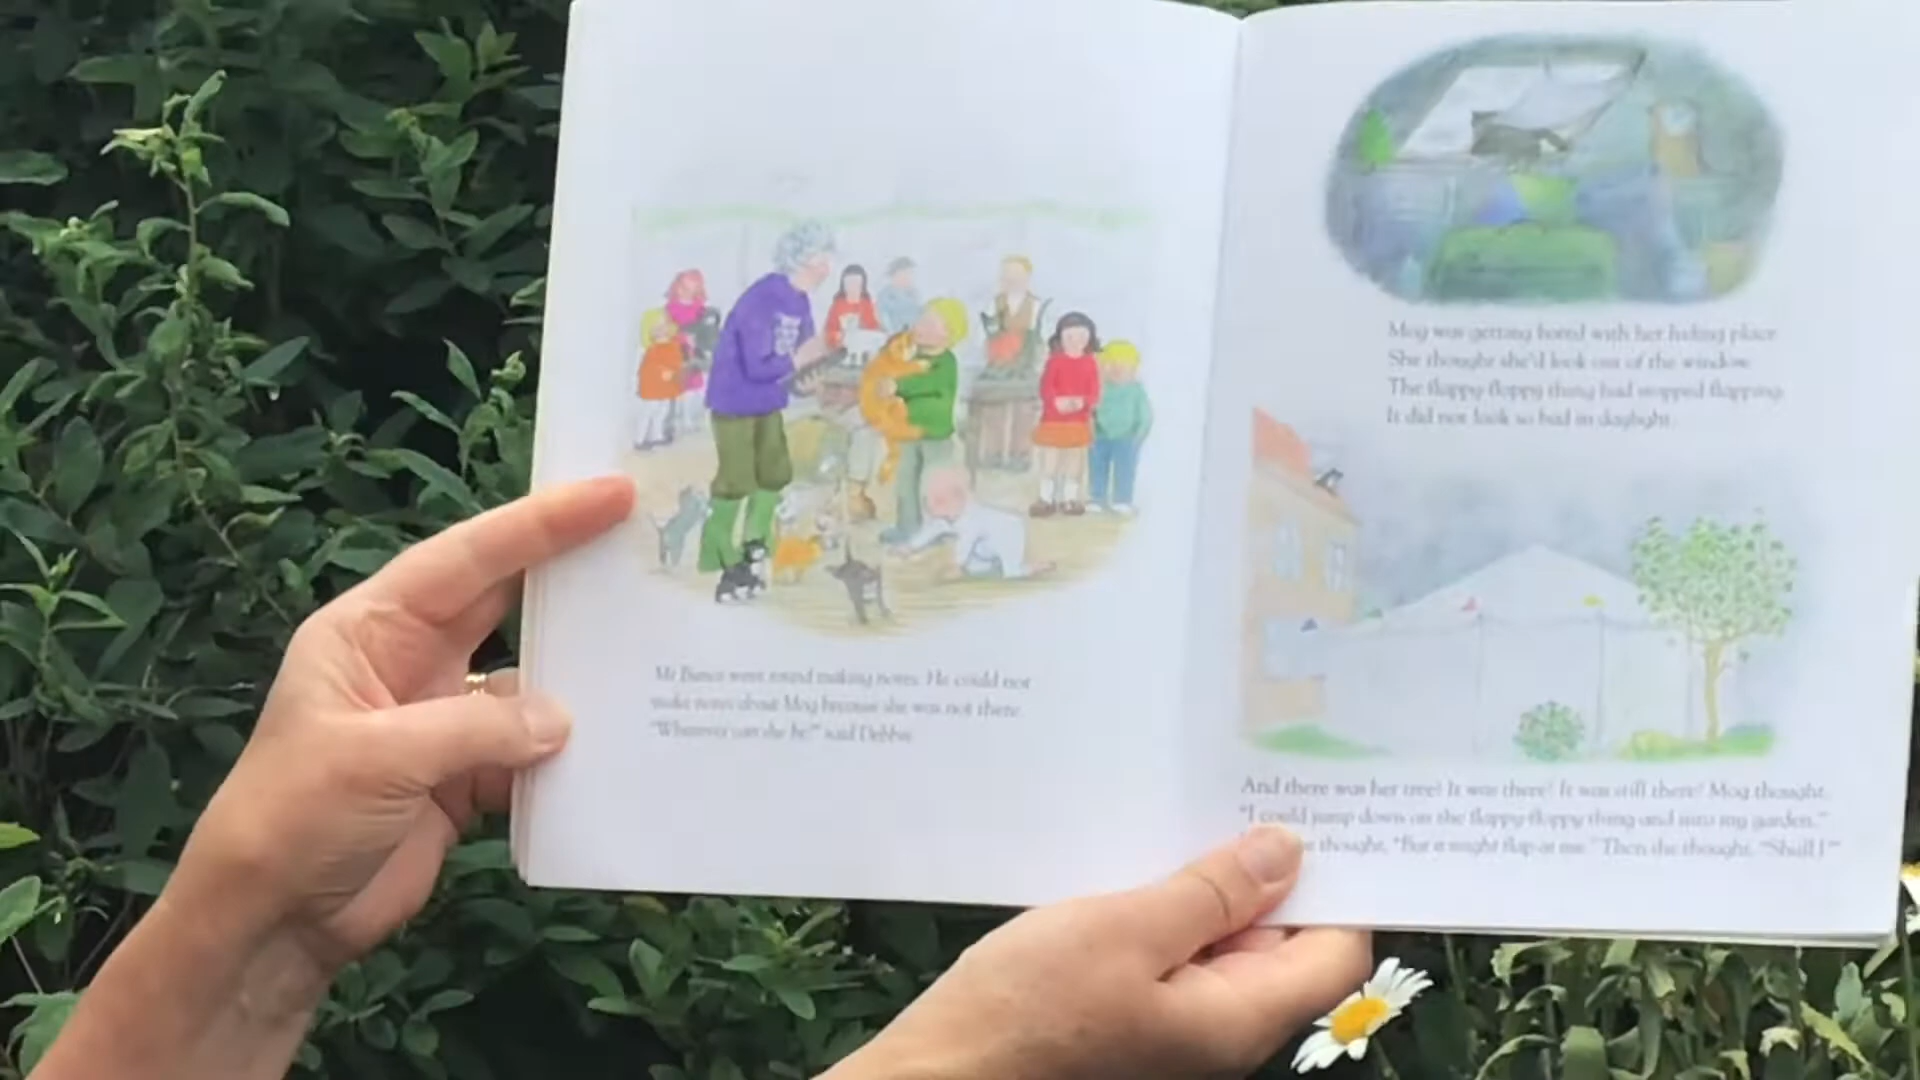 Mr Bunce went round making notes. He could not
make notes about Mog because she was not there.
"Wherever can she be?" said Debbie.
Mog was getting bored with her hiding place.
She thought she'd look out of the window.
The flappy-floppy thing had stopped flapping.
It did not look so bad in daylight.
And there was her tree! It was there! It was still there! Mog thought,
"I could jump down on the flappy-floppy thing and into my garden."
thought, "But it might flap at me." Then she thought, "Shall I?"